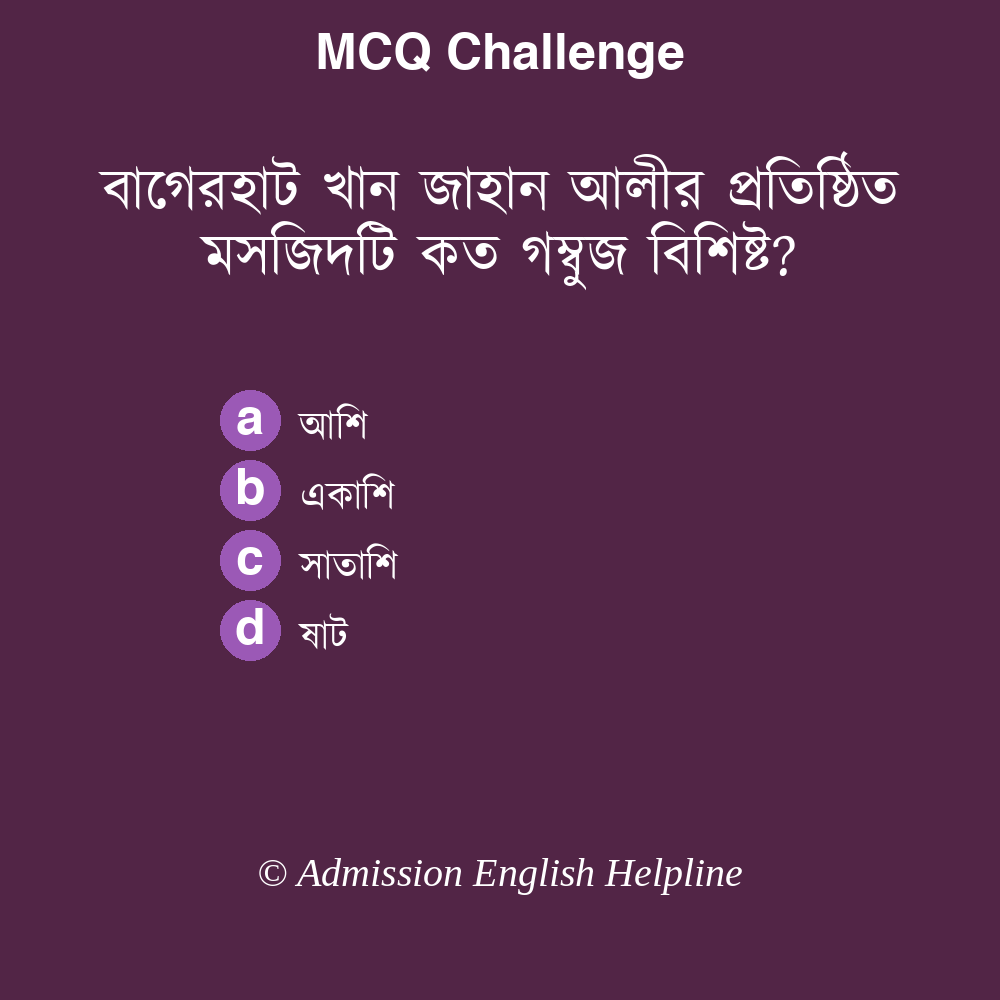 MCQ Challenge
বাগেরহাট খান জাহান আলীর প্রতিষ্ঠিত
মসজিদটি কত গম্বুজ বিশিষ্ট?
a আশি
b একাশি
c সাতাশি
d ষাট
© Admission English Helpline